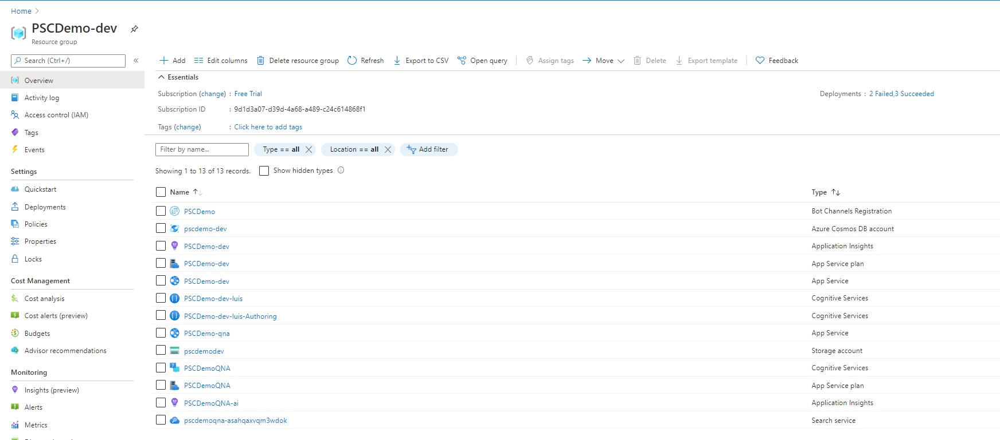 Home
PSCDemo-dev
Resource group
Search (Ctrl+/)
Overview
Activity log
Access control (IAM)
Tags
Events
Settings
Quickstart
Deployments
Policies
Properties
Locks
Cost Management
Cost analysis
Cost alerts (preview)
Budgets
Advisor recommendations
Monitoring
Insights (preview)
Alerts
Metrics
Add Edit columns Delete resource group Refresh Export to CSV Open query Assign tags Move Delete Export template Feedback
Essentials
Subscription (change) : Free Trial Deployments : 2 Failed,3 Succeeded
Subscription ID : 9d1d3a07-d39d-4a68-a489-c24c614868f1
Tags (change) : Click here to add tags
Filter by name... Type == all Location == all Add filter
Showing 1 to 13 of 13 records. Show hidden types
Name Type
PSCDemo Bot Channels Registration
pscdemo-dev Azure Cosmos DB account
PSCDemo-dev Application Insights
PSCDemo-dev App Service plan
PSCDemo-dev App Service
PSCDemo-dev-luis Cognitive Services
PSCDemo-dev-luis-Authoring Cognitive Services
PSCDemo-qna App Service
pscdemodev Storage account
PSCDemoQNA Cognitive Services
PSCDemoQNA App Service plan
PSCDemoQNA-ai Application Insights
pscdemoqna-asahqaxvqm3wdok Search service